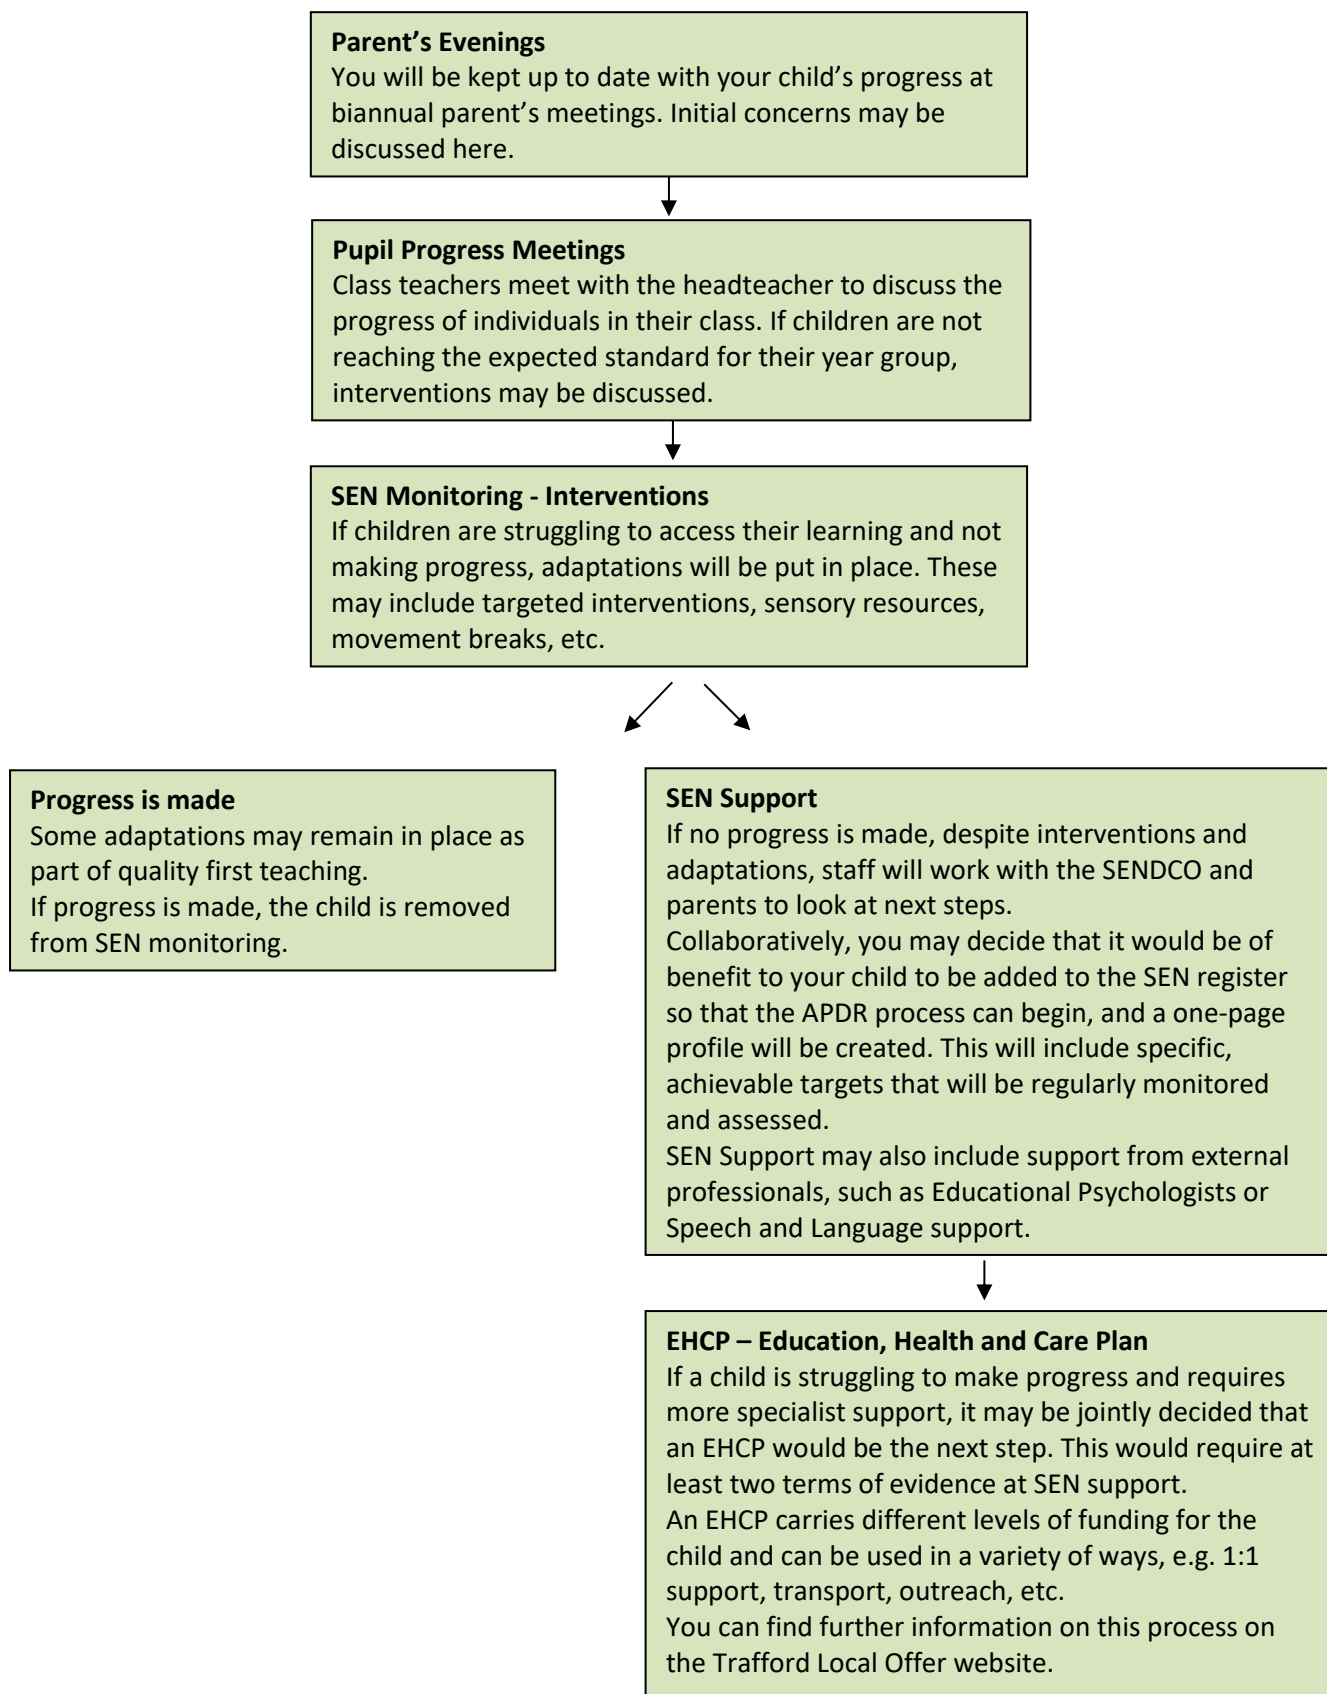 Parent’s Evenings
You will be kept up to date with your child’s progress at
biannual parent’s meetings. Initial concerns may be
discussed here.
Pupil Progress Meetings
Class teachers meet with the headteacher to discuss the
progress of individuals in their class. If children are not
reaching the expected standard for their year group,
interventions may be discussed.
SEN Monitoring - Interventions
If children are struggling to access their learning and not
making progress, adaptations will be put in place. These
may include targeted interventions, sensory resources,
movement breaks, etc.
Progress is made
Some adaptations may remain in place as
part of quality first teaching.
If progress is made, the child is removed
from SEN monitoring.
SEN Support
If no progress is made, despite interventions and
adaptations, staff will work with the SENDCO and
parents to look at next steps.
Collaboratively, you may decide that it would be of
benefit to your child to be added to the SEN register
so that the APDR process can begin, and a one-page
profile will be created. This will include specific,
achievable targets that will be regularly monitored
and assessed.
SEN Support may also include support from external
professionals, such as Educational Psychologists or
Speech and Language support.
EHCP – Education, Health and Care Plan
If a child is struggling to make progress and requires
more specialist support, it may be jointly decided that
an EHCP would be the next step. This would require at
least two terms of evidence at SEN support.
An EHCP carries different levels of funding for the
child and can be used in a variety of ways, e.g. 1:1
support, transport, outreach, etc.
You can find further information on this process on
the Trafford Local Offer website.